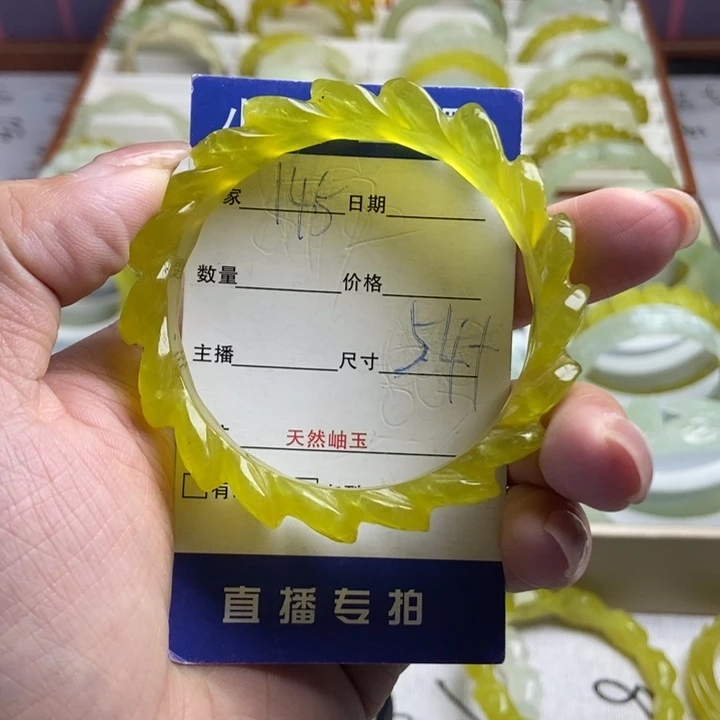 家 145 日期
数量 价格
主播 尺寸 54+
天然岫玉
有
直播专拍